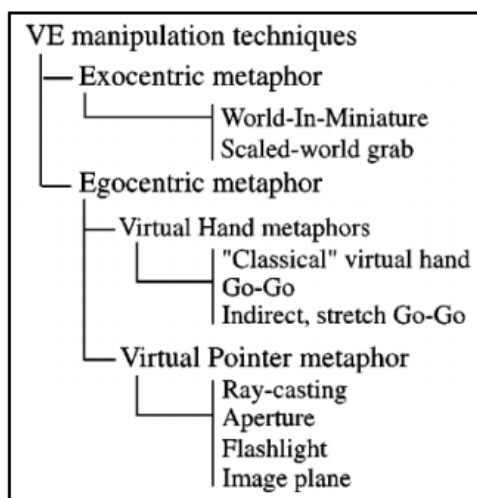 VE manipulation techniques
Exocentric metaphor
World-In-Miniature
Scaled-world grab
Egocentric metaphor
Virtual Hand metaphors
"Classical" virtual hand
Go-Go
Indirect, stretch Go-Go
Virtual Pointer metaphor
Ray-casting
Aperture
Flashlight
Image plane